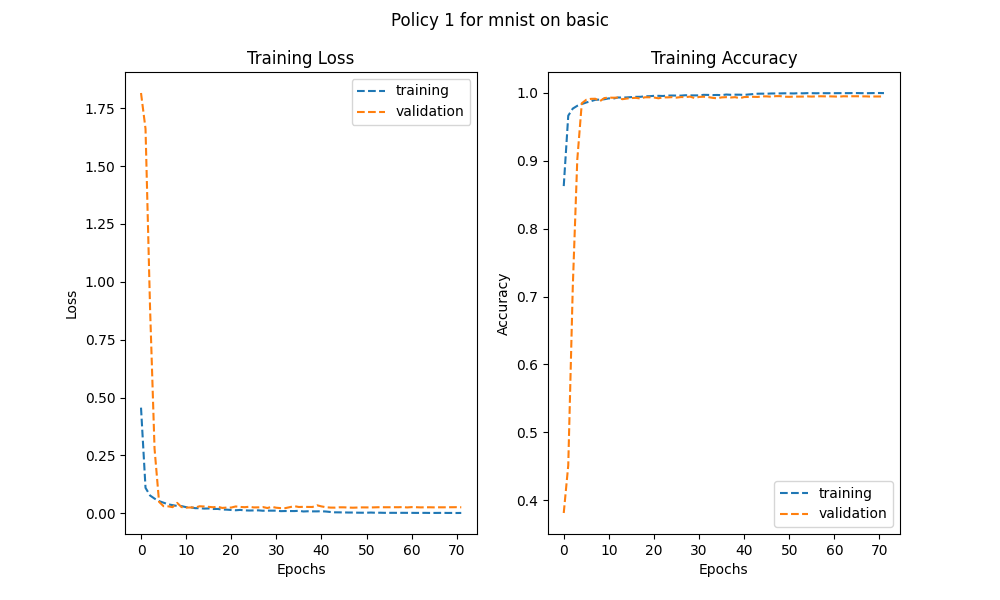 Policy 1 for mnist on basic
Training Loss
training
validation
1.75
1.50
1.25
1.00
0.75
0.50
0.25
0.00
Loss
0 10 20 30 40 50 60 70
Epochs
Training Accuracy
1.0
0.9
0.8
0.7
0.6
0.5
0.4
Accuracy
training
validation
0 10 20 30 40 50 60 70
Epochs